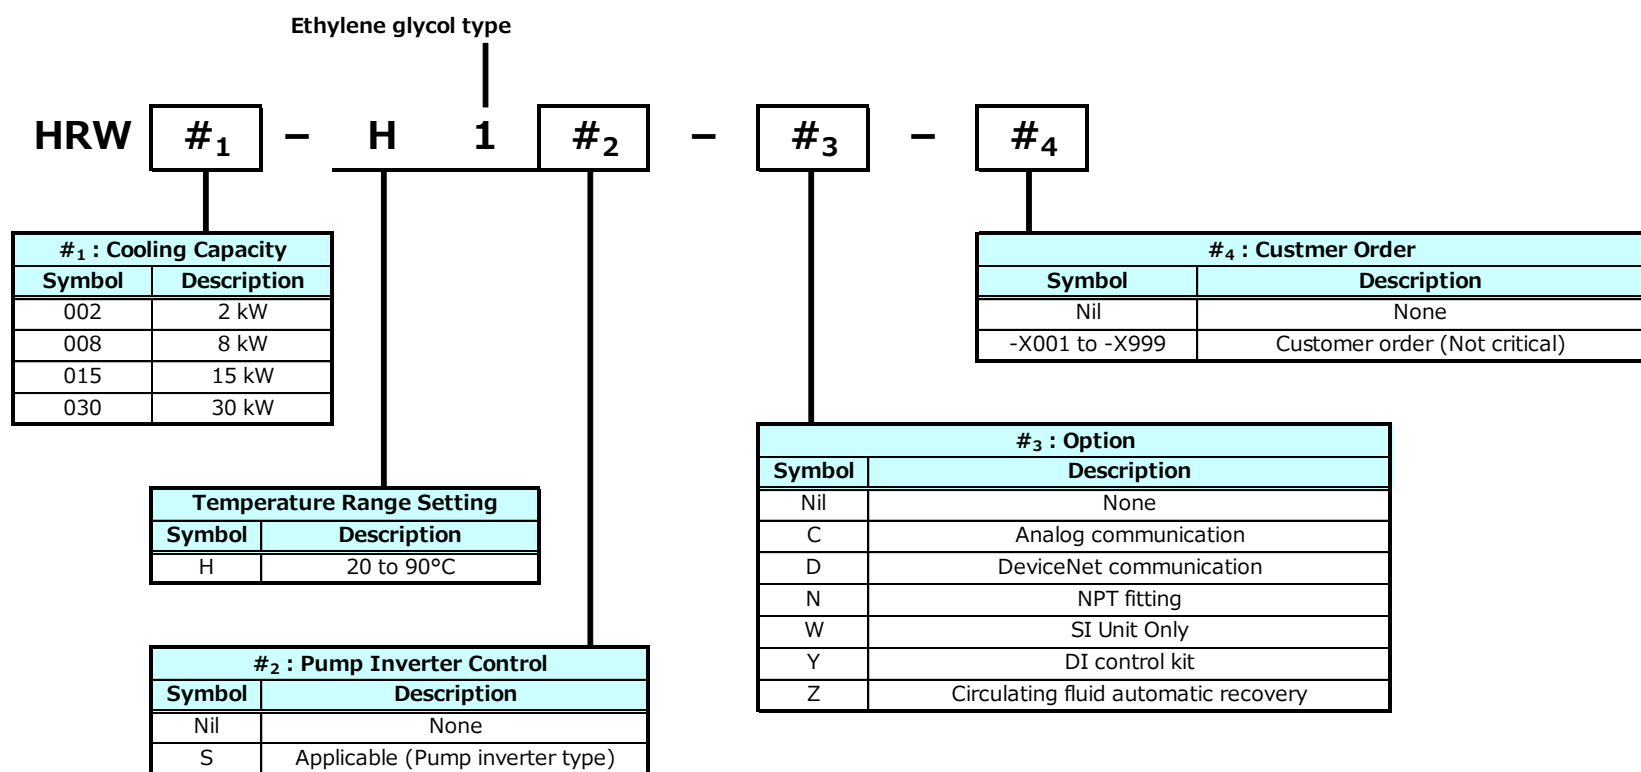 Ethylene glycol type
HRW #1 – H 1 #2 – #3 – #4
#1 : Cooling Capacity
Symbol Description
002 2 kW
008 8 kW
015 15 kW
030 30 kW
#4 : Custmer Order
Symbol Description
Nil None
-X001 to -X999 Customer order (Not critical)
Temperature Range Setting
Symbol Description
H 20 to 90°C
#3 : Option
Symbol Description
Nil None
C Analog communication
D DeviceNet communication
N NPT fitting
W SI Unit Only
Y DI control kit
Z Circulating fluid automatic recovery
#2 : Pump Inverter Control
Symbol Description
Nil None
S Applicable (Pump inverter type)